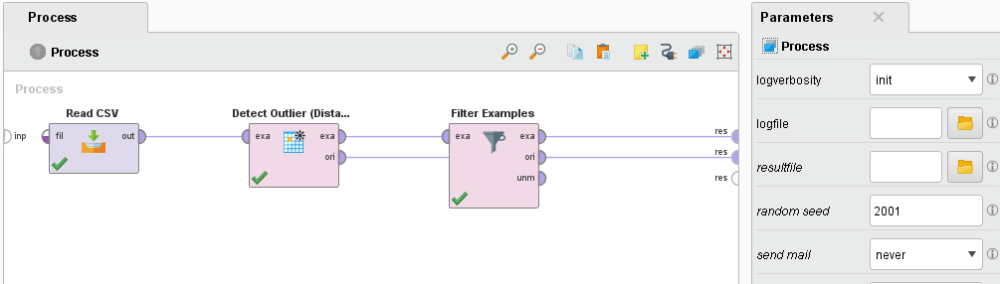 Process
Process
Process
inp
Read CSV
fil
out
Detect Outlier (Dista...
exa
exa
ori
Filter Examples
exa
exa
ori
unm
res
res
res
Parameters
Process
logverbosity
init
logfile
resultfile
random seed
2001
send mail
never